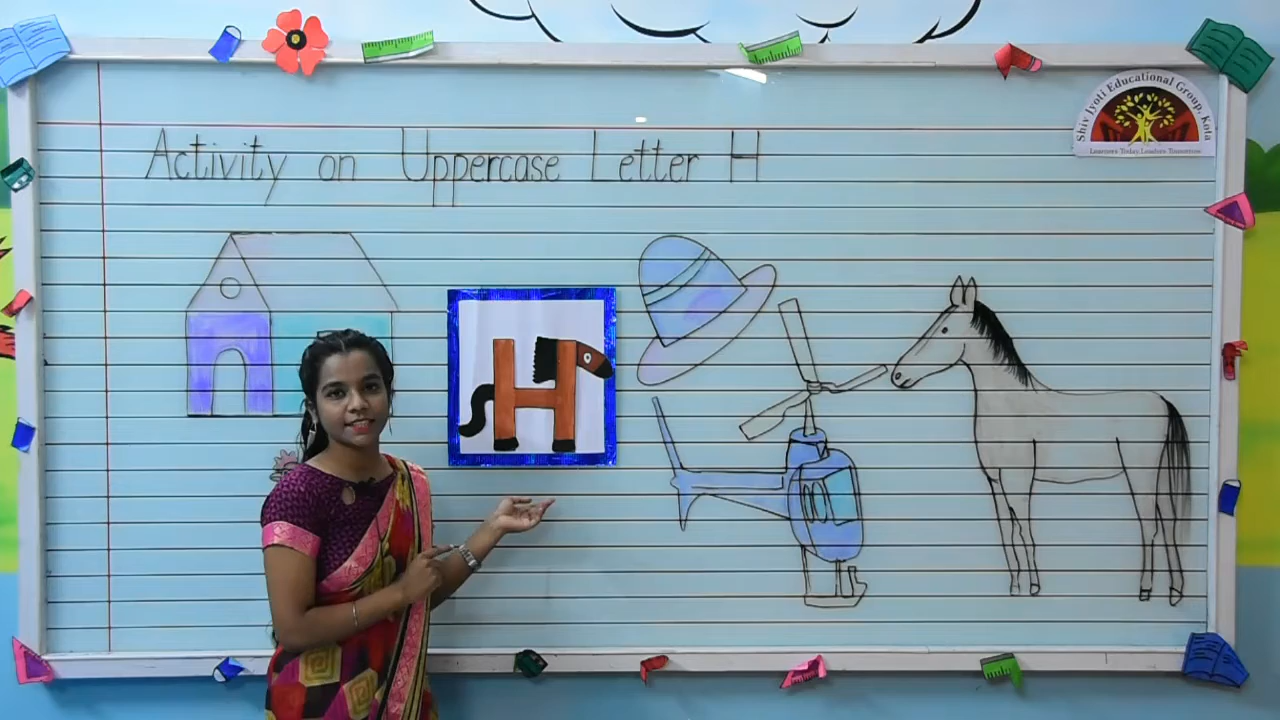 Activity on Uppercase Letter H
Shiv Jyoti Educational Group, Kota
Learners Today Leaders Tomorrow
H